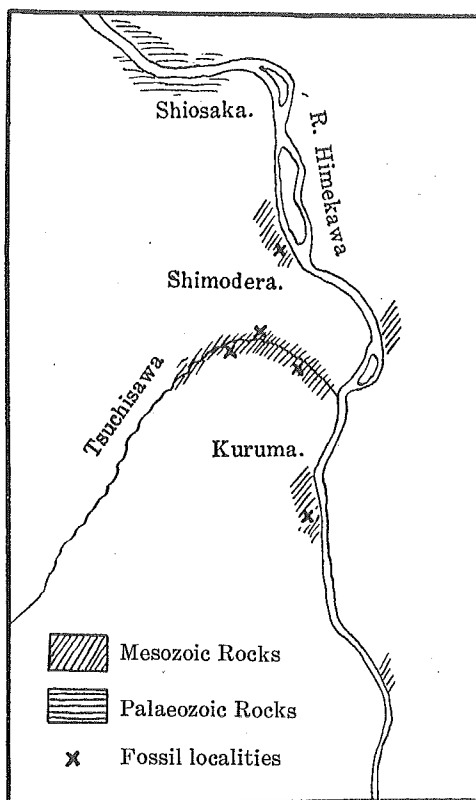 Shiosaka.
R. Himekawa
Shimodera.
Tsuchisawa
Kuruma.
Mesozoic Rocks
Palaeozoic Rocks
Fossil localities